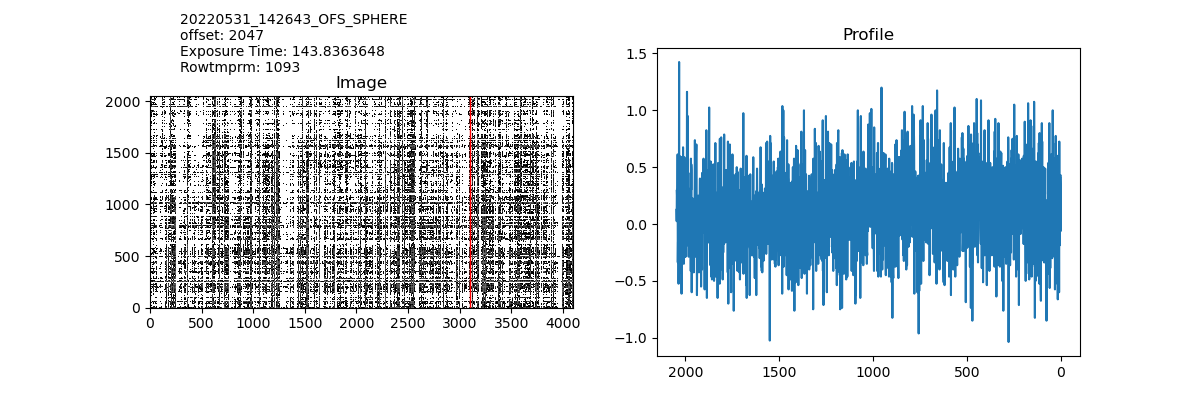 20220531_142643_OFS_SPHERE
offset: 2047
Exposure Time: 143.8363648
Rowtmprm: 1093
Image
2000
1500
1000
500
0
0 500 1000 1500 2000 2500 3000 3500 4000
Profile
1.5
1.0
0.5
0.0
−0.5
−1.0
2000 1500 1000 500 0